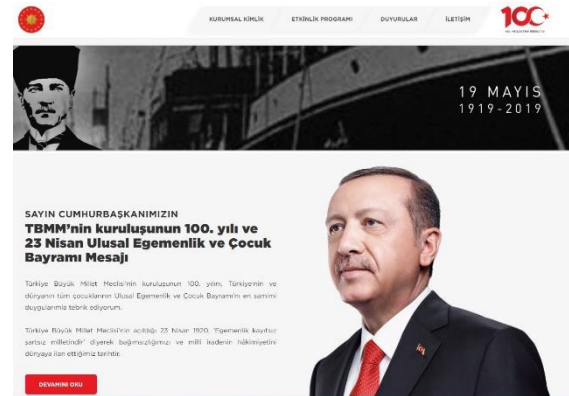 KURUMSAL KİMLİK
ETKİNLİK PROGRAMI
DUYURULAR
İLETİŞİM
100
19 MAYIS
1919-2019
SAYIN CUMHURBAŞKANIMIZIN
TBMM'nin kuruluşunun 100. yılı ve
23 Nisan Ulusal Egemenlik ve Çocuk
Bayramı Mesajı
Türkiye Büyük Millet Meclisi'nin kuruluşunun 100. yılını, Türkiye'nin ve
dünyanın tüm çocuklarının Ulusal Egemenlik ve Çocuk Bayramı'nı en samimi
duygularımla tebrik ediyorum.
Türkiye Büyük Millet Meclisi'nin açıldığı 23 Nisan 1920, 'Egemenlik kayıtsız
şartsız milletindir' diyerek bağımsızlığımızı ve milli iradenin hâkimiyetini
dünyaya ilan ettiğimiz tarihtir.
DEVAMINI OKU